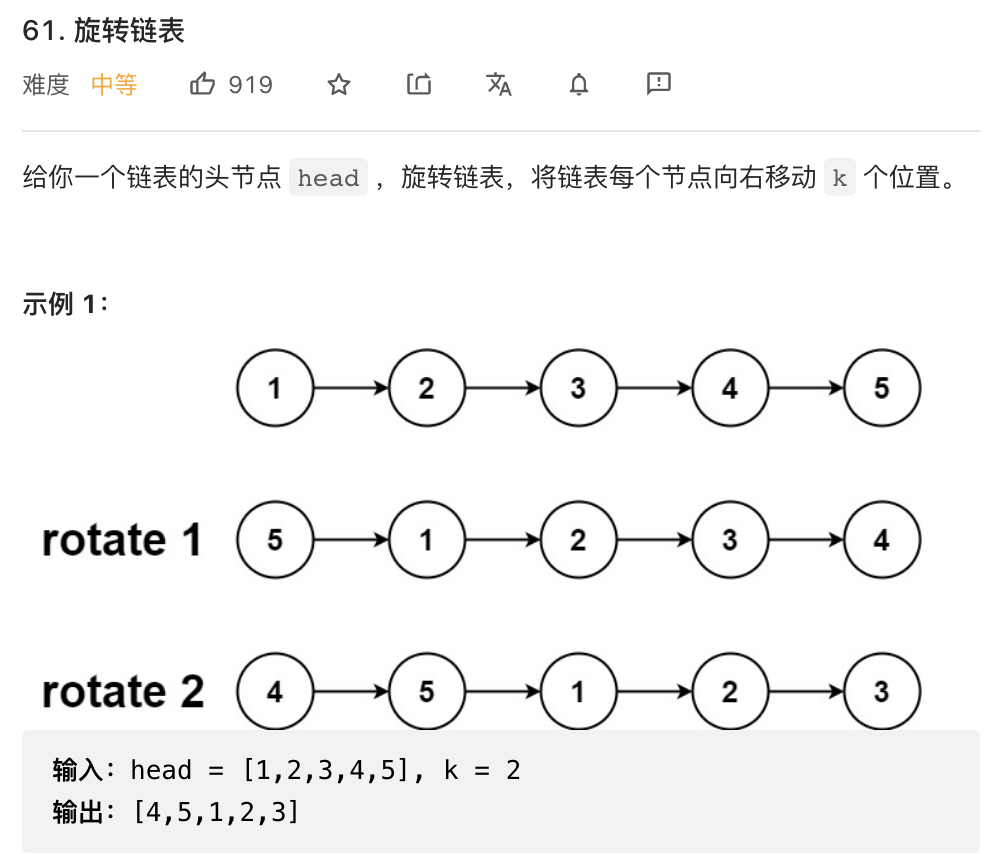 61. 旋转链表
难度 中等 919
给你一个链表的头节点 head ，旋转链表，将链表每个节点向右移动 k 个位置。
示例 1：
1 2 3 4 5
rotate 1 5 1 2 3 4
rotate 2 4 5 1 2 3
输入：head = [1,2,3,4,5], k = 2
输出：[4,5,1,2,3]